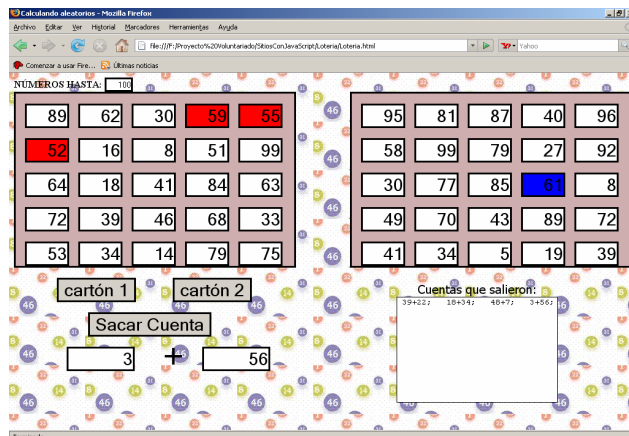 Calculando aleatorios - Mozilla Firefox
Archivo Editar Ver Historial Marcadores Herramientas Ayuda
file:///F:/Proyecto%20Voluntariado/SitiosConJavaScript/Loteria/Loteria.html Yahoo
Comenzar a usar Fire... Últimas noticias
NÚMEROS HASTA: 100
89 62 30 59 55 95 81 87 40 96
52 16 8 51 99 58 99 79 27 92
64 18 41 84 63 30 77 85 61 8
72 39 46 68 33 49 70 43 89 72
53 34 14 79 75 41 34 5 19 39
cartón 1 cartón 2 Cuentas que salieron:
39+22; 18+34; 48+7; 3+56;
Sacar Cuenta
3 + 56